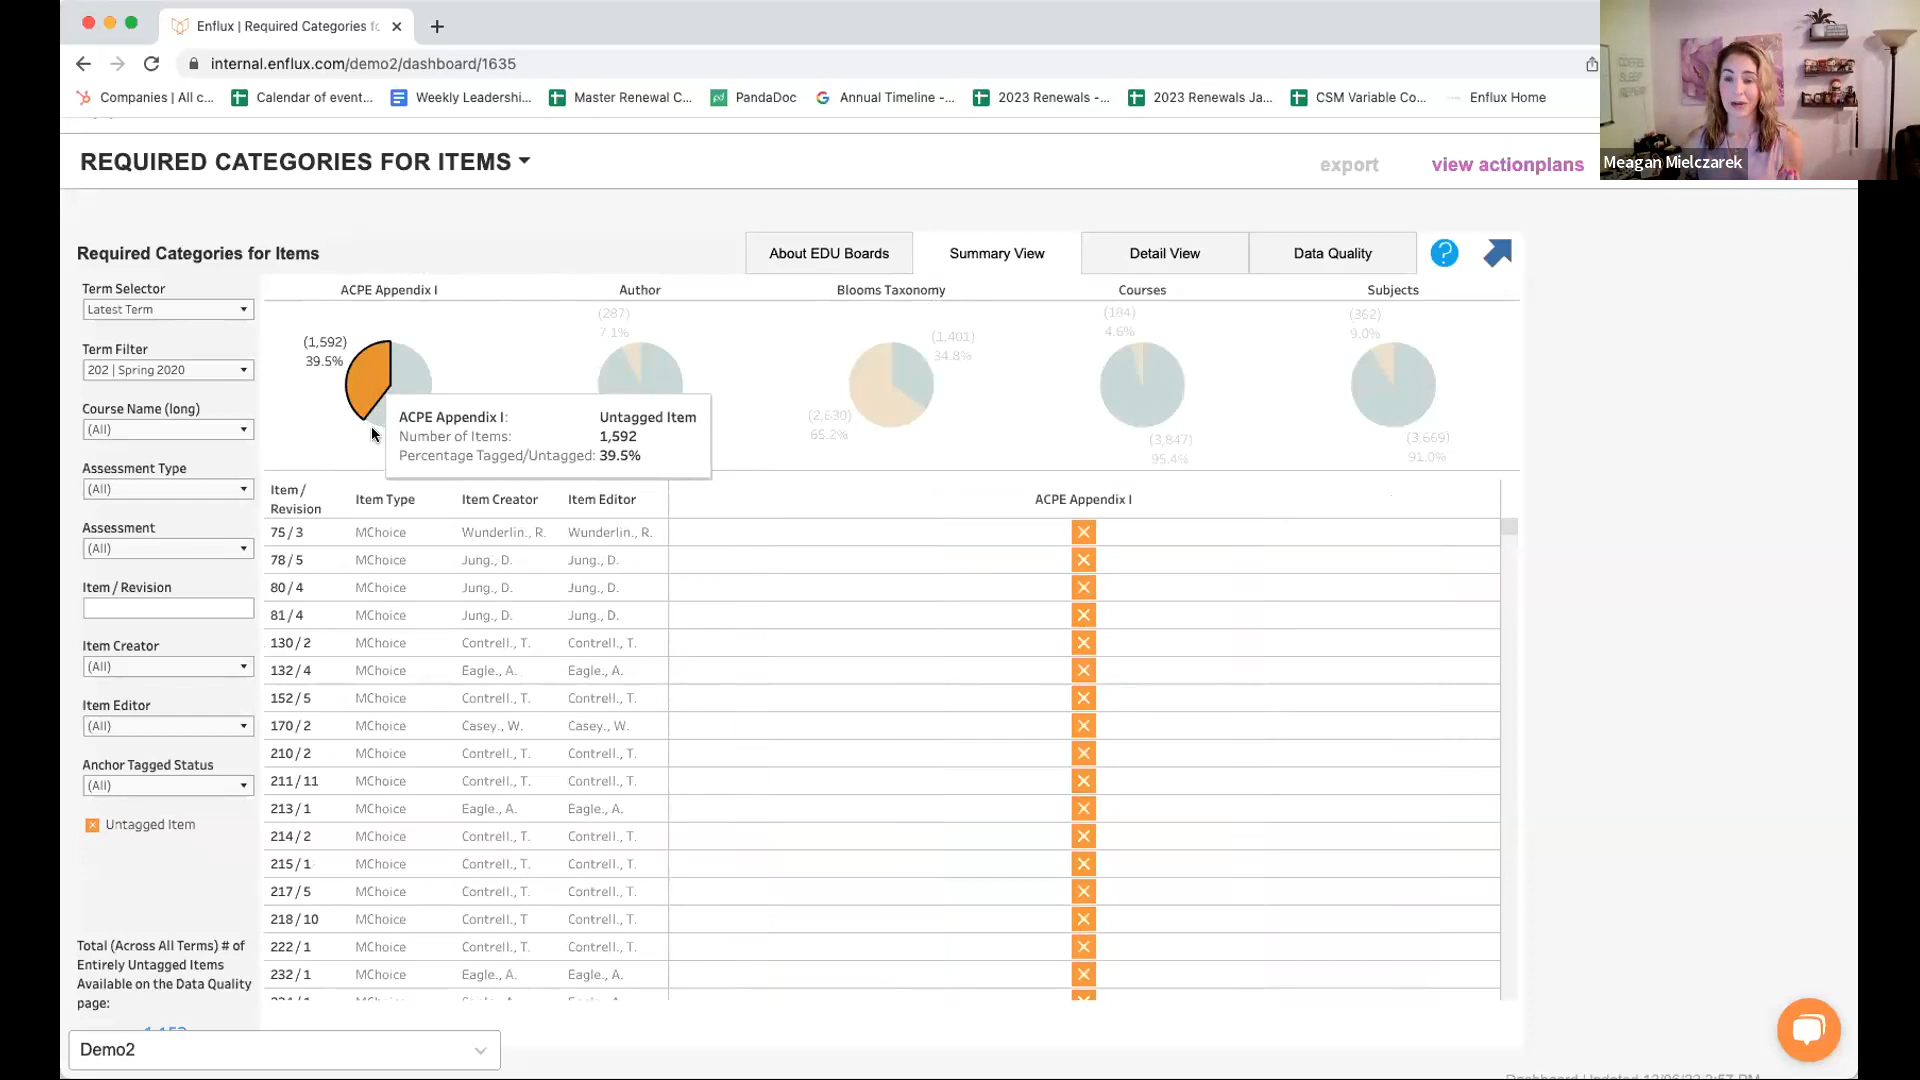 Enflux | Required Categories fo
internal.enflux.com/demo2/dashboard/1635
Companies | All c...
Calendar of event...
Weekly Leadershi...
Master Renewal C...
PandaDoc
Annual Timeline -...
2023 Renewals -...
2023 Renewals Ja...
CSM Variable Co...
Enflux Home
REQUIRED CATEGORIES FOR ITEMS
export
view actionplans
Meagan Mielczarek
Required Categories for Items
About EDU Boards
Summary View
Detail View
Data Quality
?
Term Selector
Latest Term
Term Filter
202 | Spring 2020
Course Name (long)
(All)
Assessment Type
(All)
Assessment
(All)
Item / Revision
Item Creator
(All)
Item Editor
(All)
Anchor Tagged Status
(All)
Untagged Item
Total (Across All Terms) # of
Entirely Untagged Items
Available on the Data Quality
page:
ACPE Appendix I
Author
Blooms Taxonomy
Courses
Subjects
(1,592)
39.5%
(287)
7.1%
(1,401)
34.8%
(2,630)
65.2%
(184)
4.6%
(3,847)
95.4%
(362)
9.0%
(3,669)
91.0%
ACPE Appendix I: Untagged Item
Number of Items: 1,592
Percentage Tagged/Untagged: 39.5%
Item / Revision Item Type Item Creator Item Editor ACPE Appendix I
75 / 3 MChoice Wunderlin., R. Wunderlin., R.
78 / 5 MChoice Jung., D. Jung., D.
80 / 4 MChoice Jung., D. Jung., D.
81 / 4 MChoice Jung., D. Jung., D.
130 / 2 MChoice Contrell., T. Contrell., T.
132 / 4 MChoice Eagle., A. Eagle., A.
152 / 5 MChoice Contrell., T. Contrell., T.
170 / 2 MChoice Casey., W. Casey., W.
210 / 2 MChoice Contrell., T. Contrell., T.
211 / 11 MChoice Contrell., T. Contrell., T.
213 / 1 MChoice Eagle., A. Eagle., A.
214 / 2 MChoice Contrell., T. Contrell., T.
215 / 1 MChoice Contrell., T. Contrell., T.
217 / 5 MChoice Contrell., T. Contrell., T.
218 / 10 MChoice Contrell., T Contrell., T.
222 / 1 MChoice Contrell., T. Contrell., T.
232 / 1 MChoice Eagle., A. Eagle., A.
Demo2